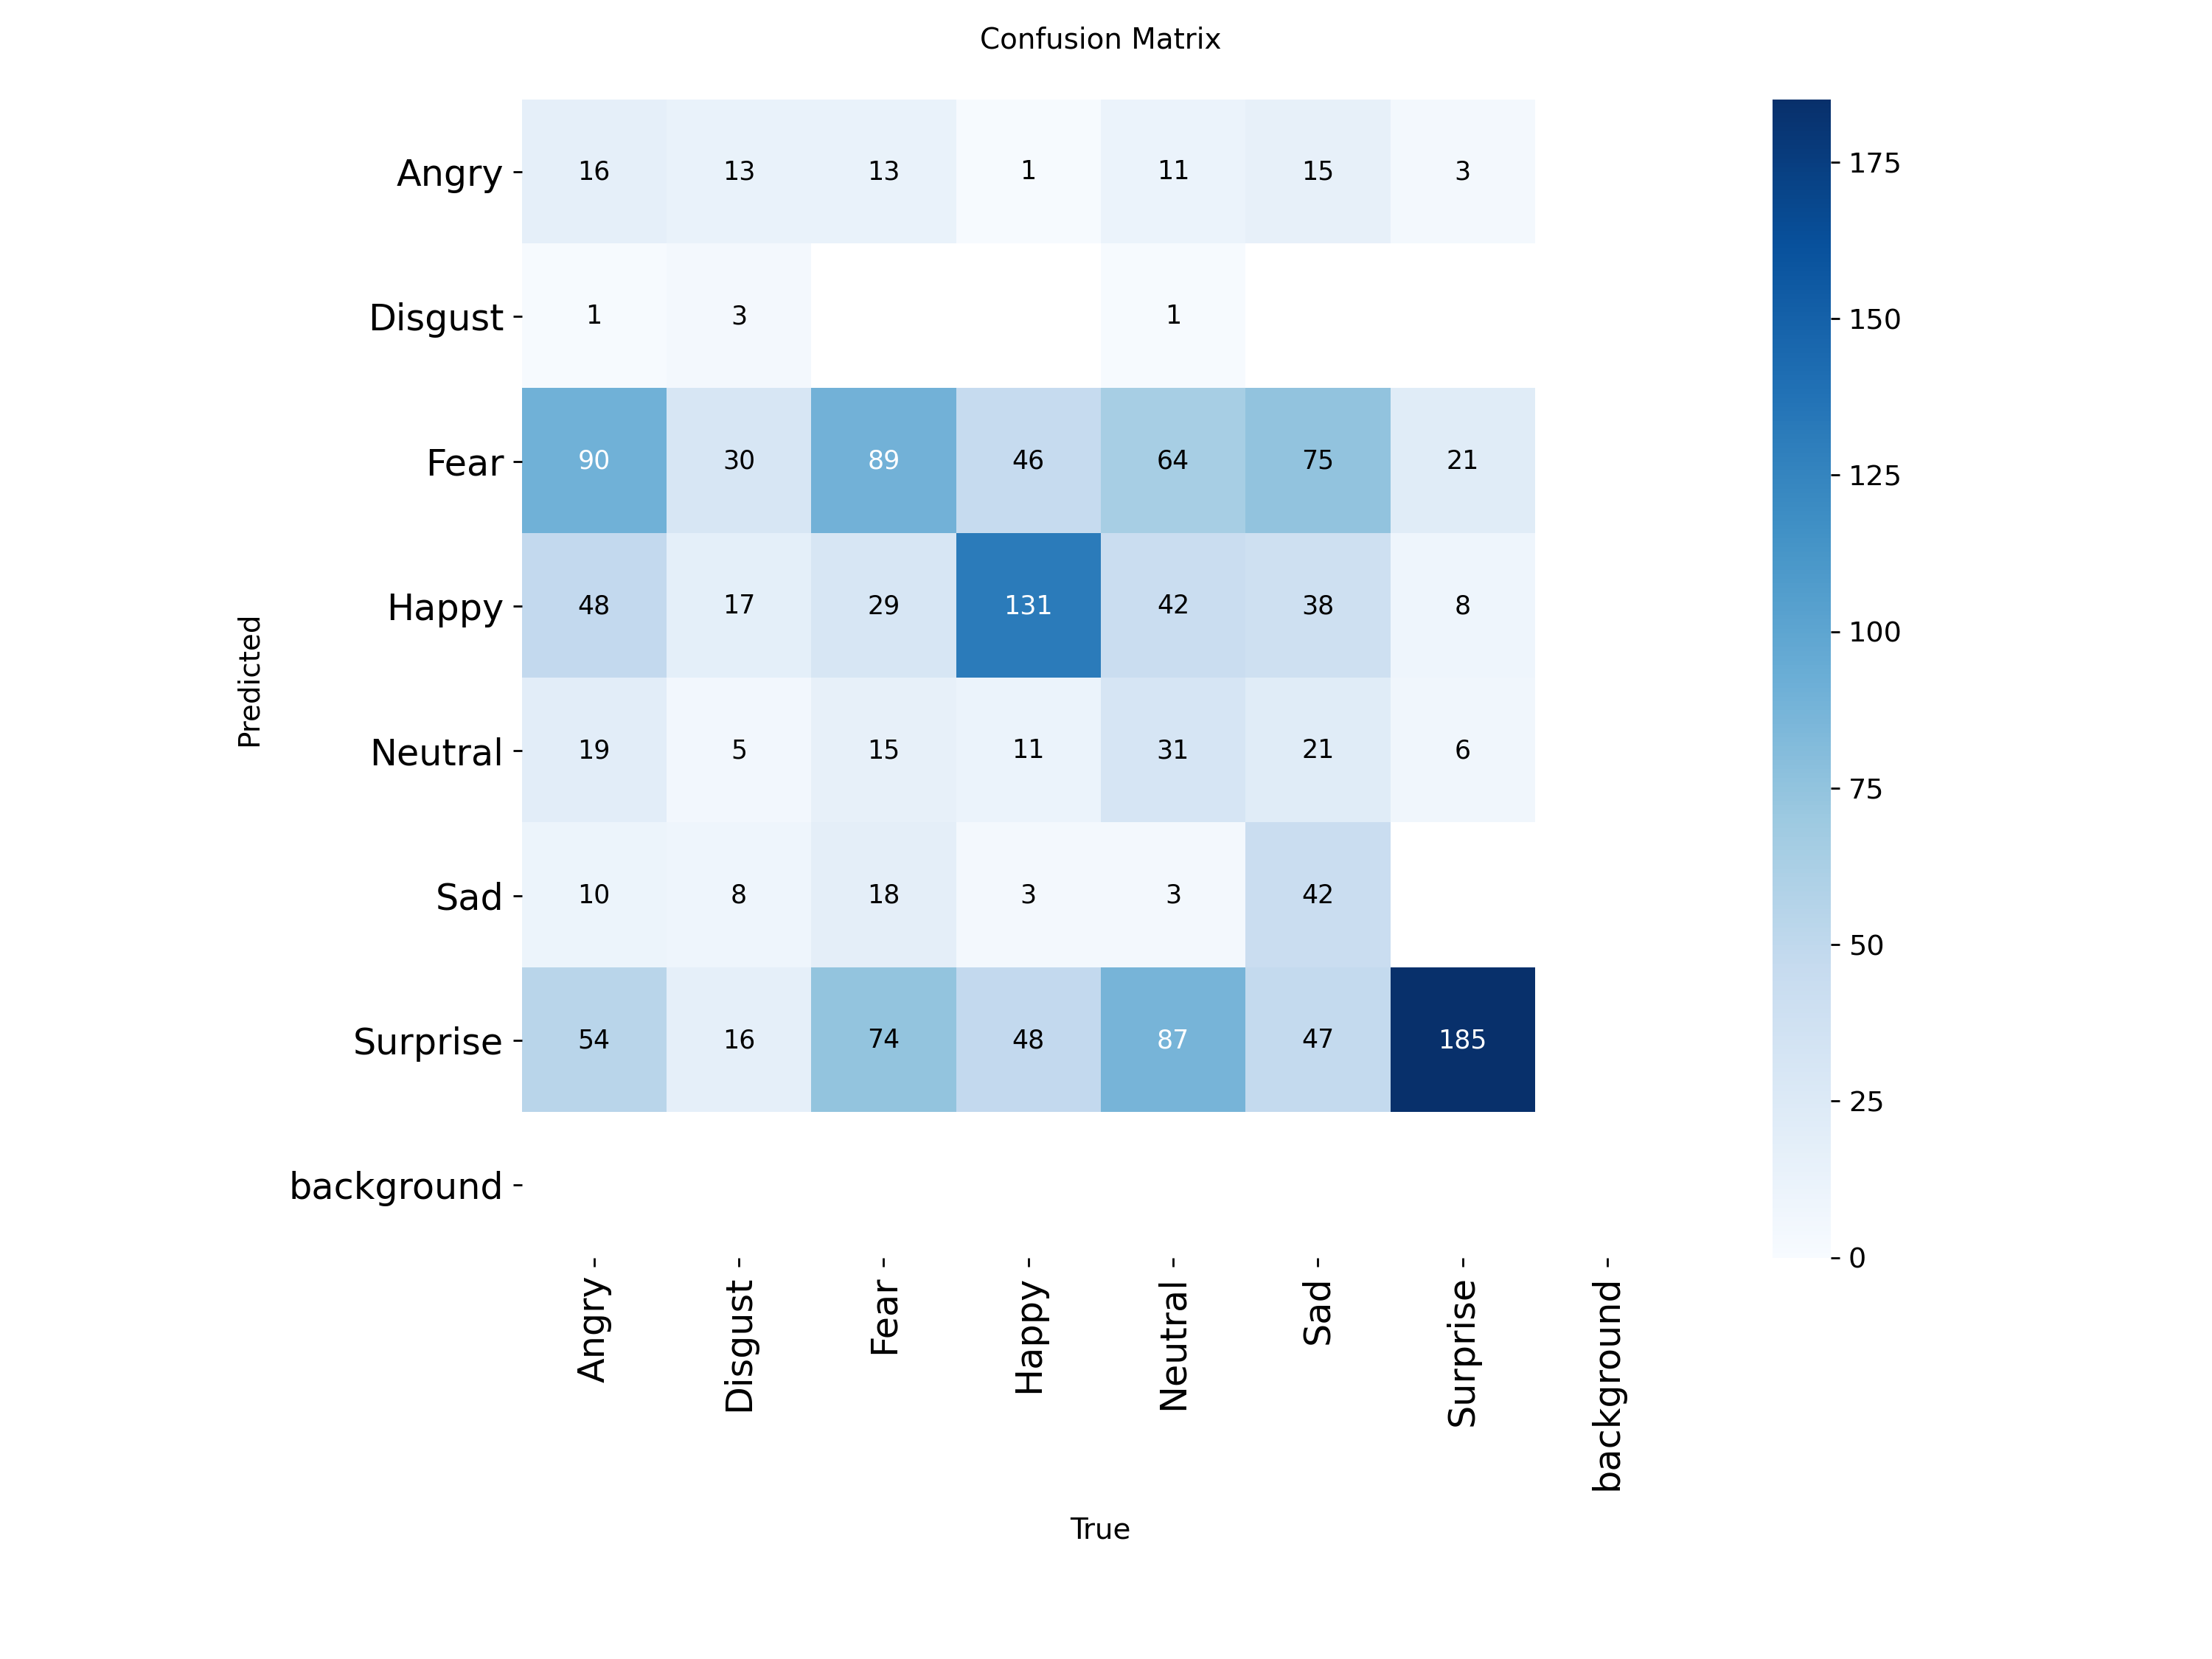 Confusion Matrix
Angry 16 13 13 1 11 15 3
Disgust 1 3 1
Fear 90 30 89 46 64 75 21
Happy 48 17 29 131 42 38 8
Neutral 19 5 15 11 31 21 6
Sad 10 8 18 3 3 42
Surprise 54 16 74 48 87 47 185
background
Angry Disgust Fear Happy Neutral Sad Surprise background
Predicted
True
175
150
125
100
75
50
25
0